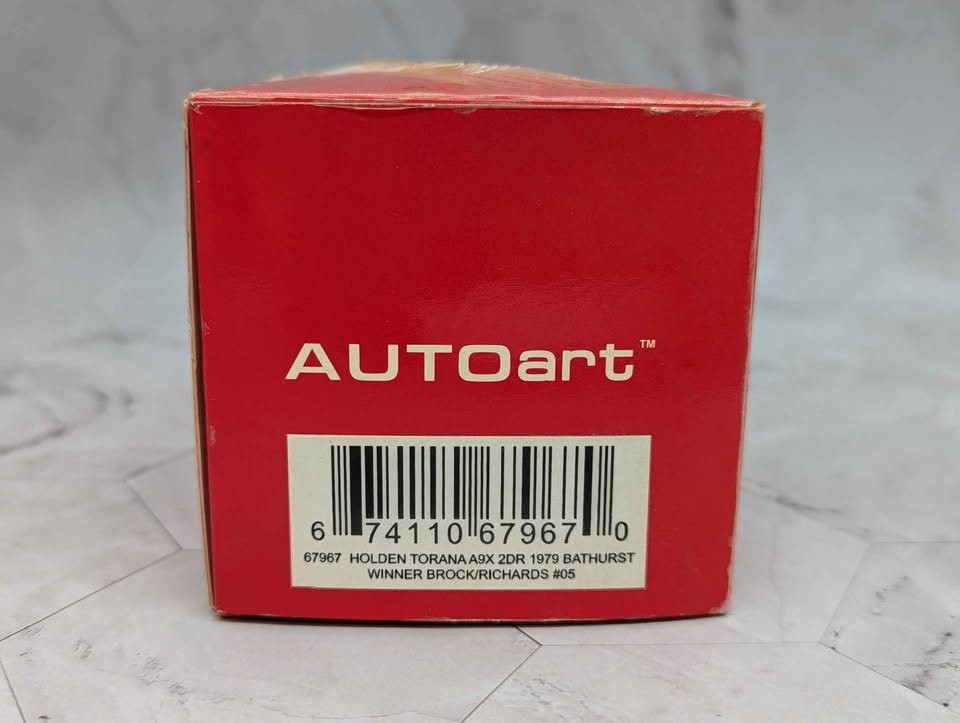 AUTOart™
6 74110 67967 0
67967 HOLDEN TORANA A9X 2DR 1979 BATHURST
WINNER BROCK/RICHARDS #05